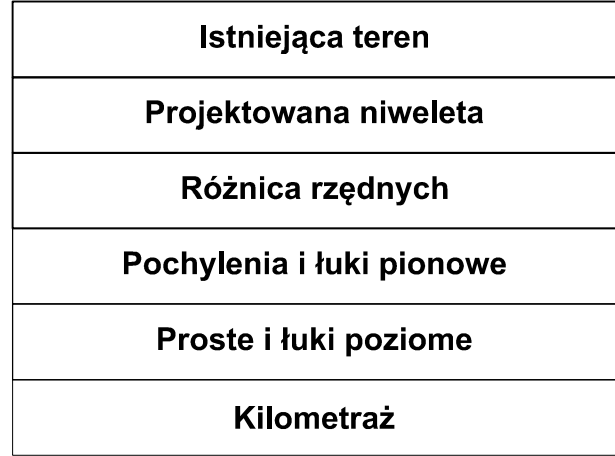 Istniejąca teren
Projektowana niweleta
Różnica rzędnych
Pochylenia i łuki pionowe
Proste i łuki poziome
Kilometraż